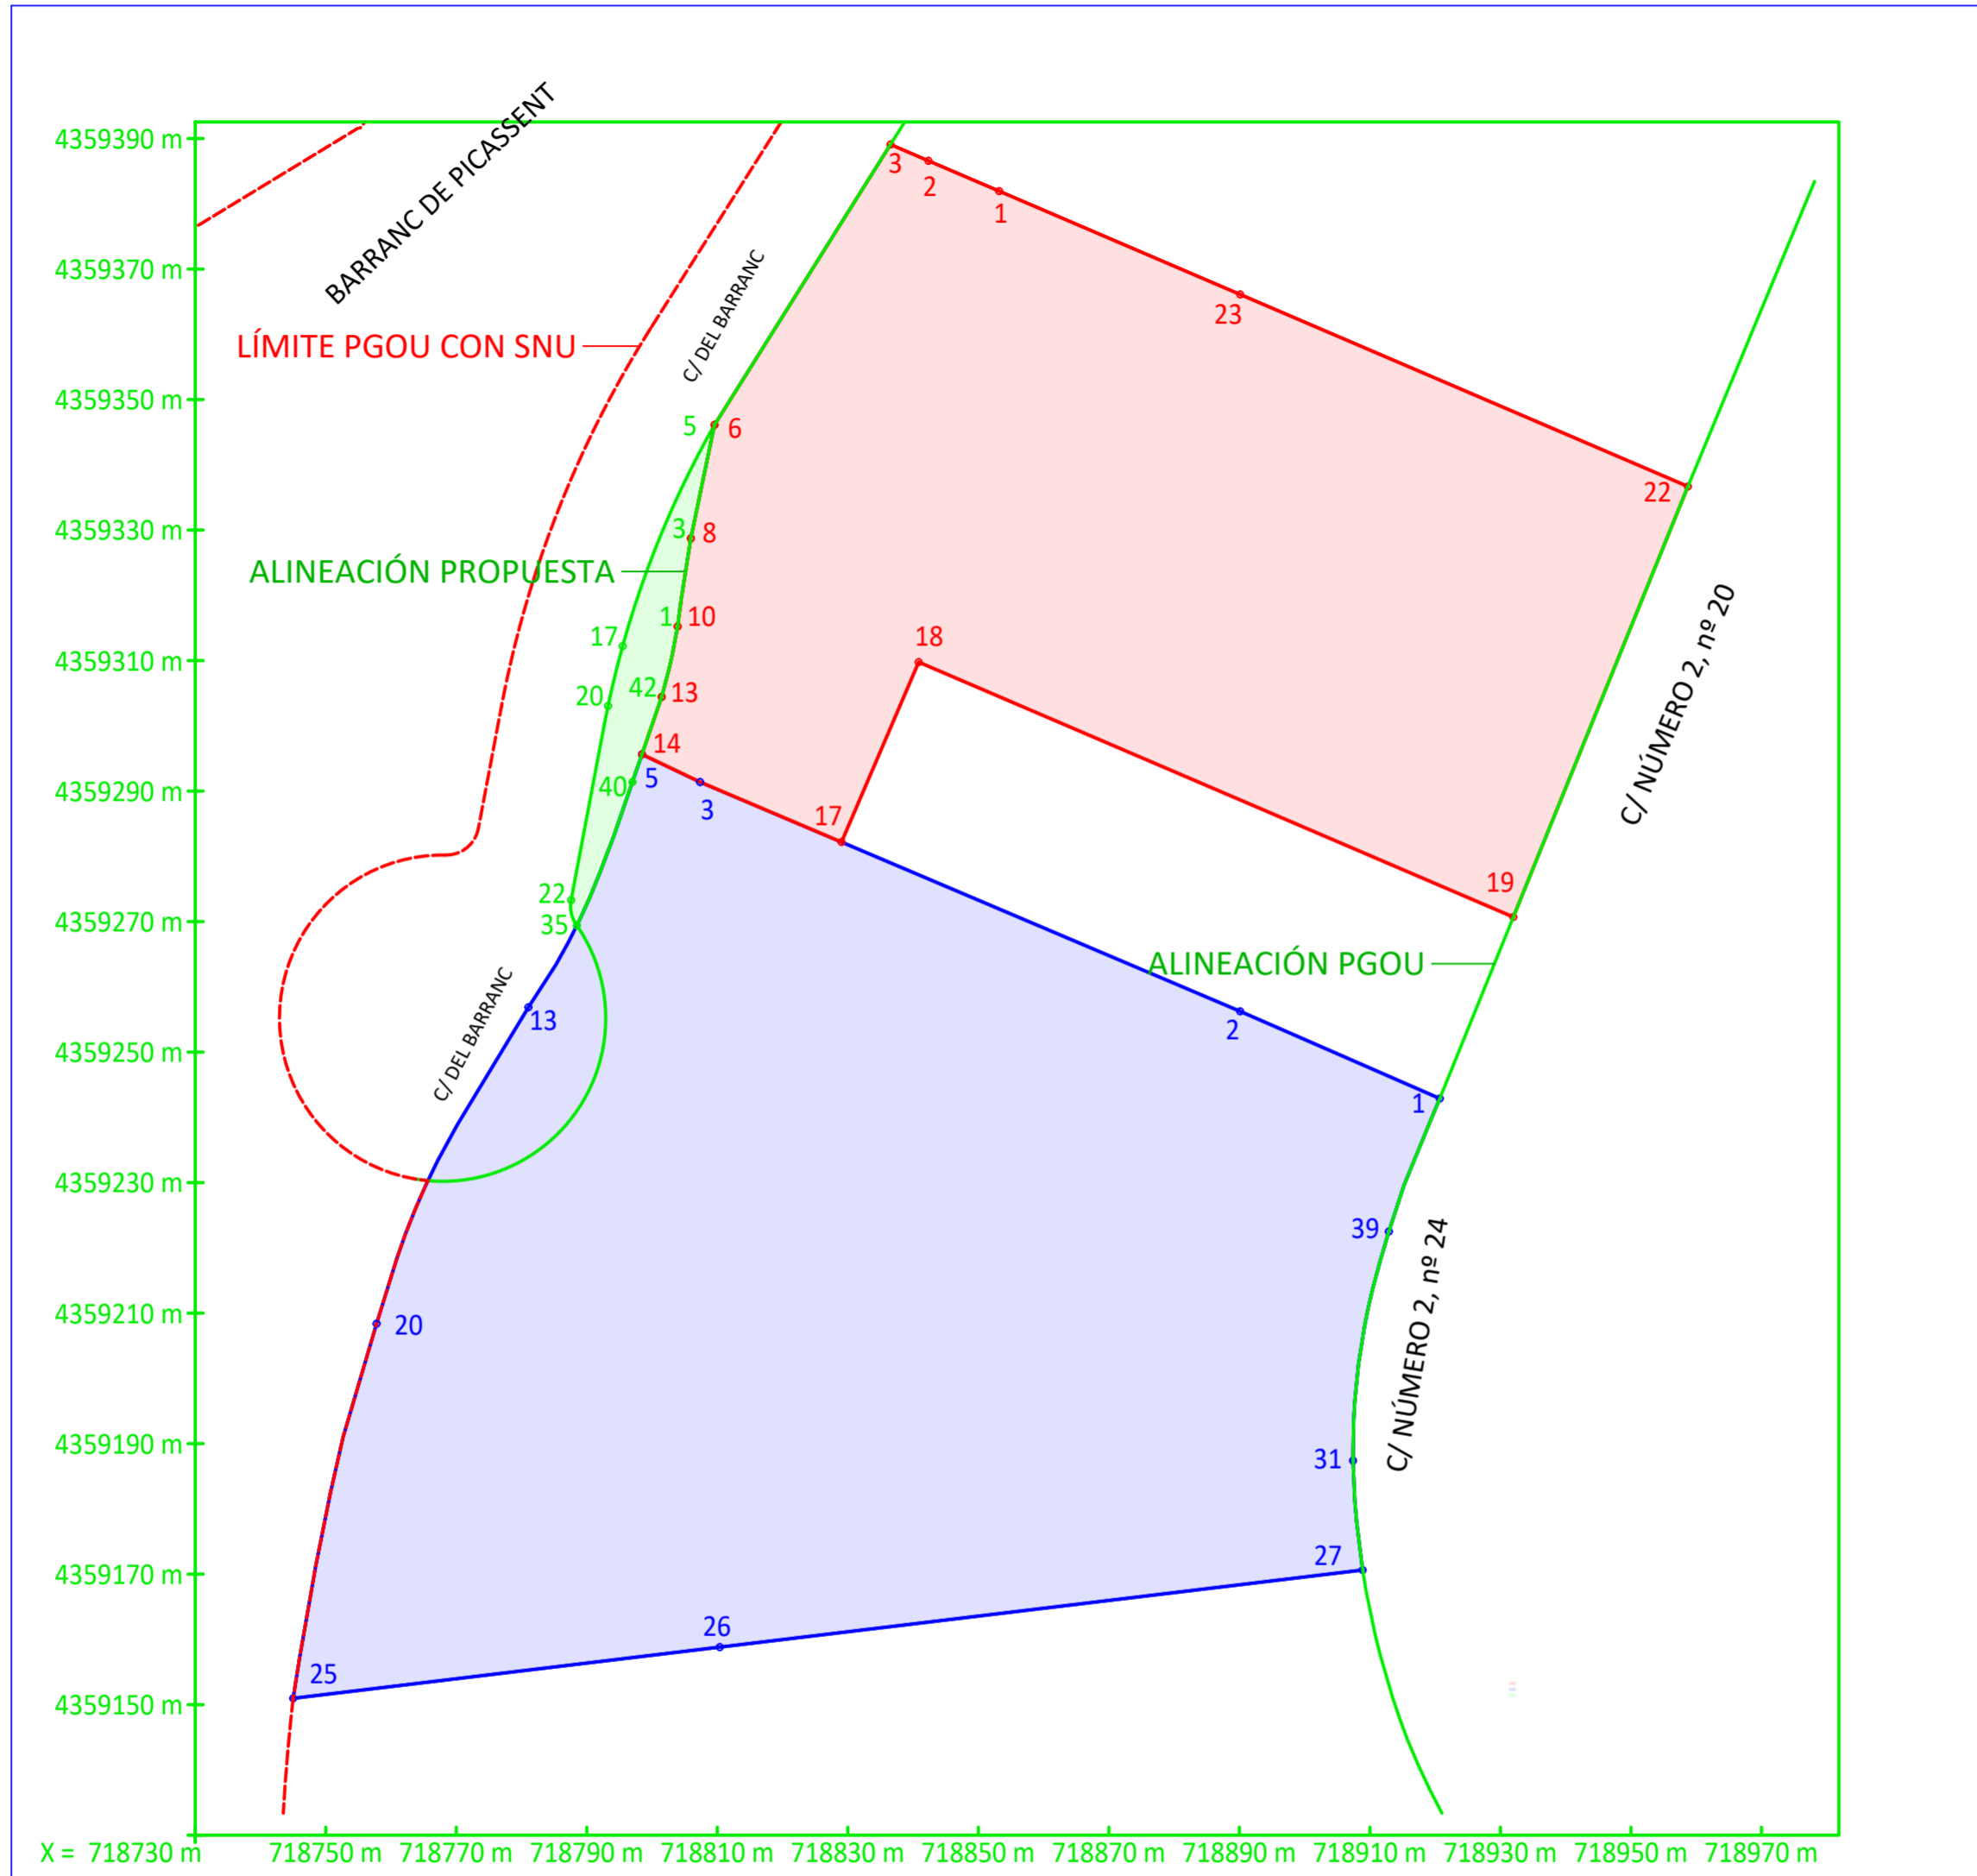 4359390 m
BARRANC DE PICASSENT
3
2
1
4359370 m
C/ DEL BARRANC
23
LÍMITE PGOU CON SNU
4359350 m
5
6
22
4359330 m
3
8
ALINEACIÓN PROPUESTA
C/ NÚMERO 2, nº 20
1
10
17
18
4359310 m
20
42
13
14
4359290 m
40
5
3
17
22
19
4359270 m
35
ALINEACIÓN PGOU
13
2
4359250 m
C/ DEL BARRANC
1
4359230 m
39
C/ NÚMERO 2, nº 24
4359210 m
20
4359190 m
31
4359170 m
27
26
25
4359150 m
X = 718730 m 718750 m 718770 m 718790 m 718810 m 718830 m 718850 m 718870 m 718890 m 718910 m 718930 m 718950 m 718970 m